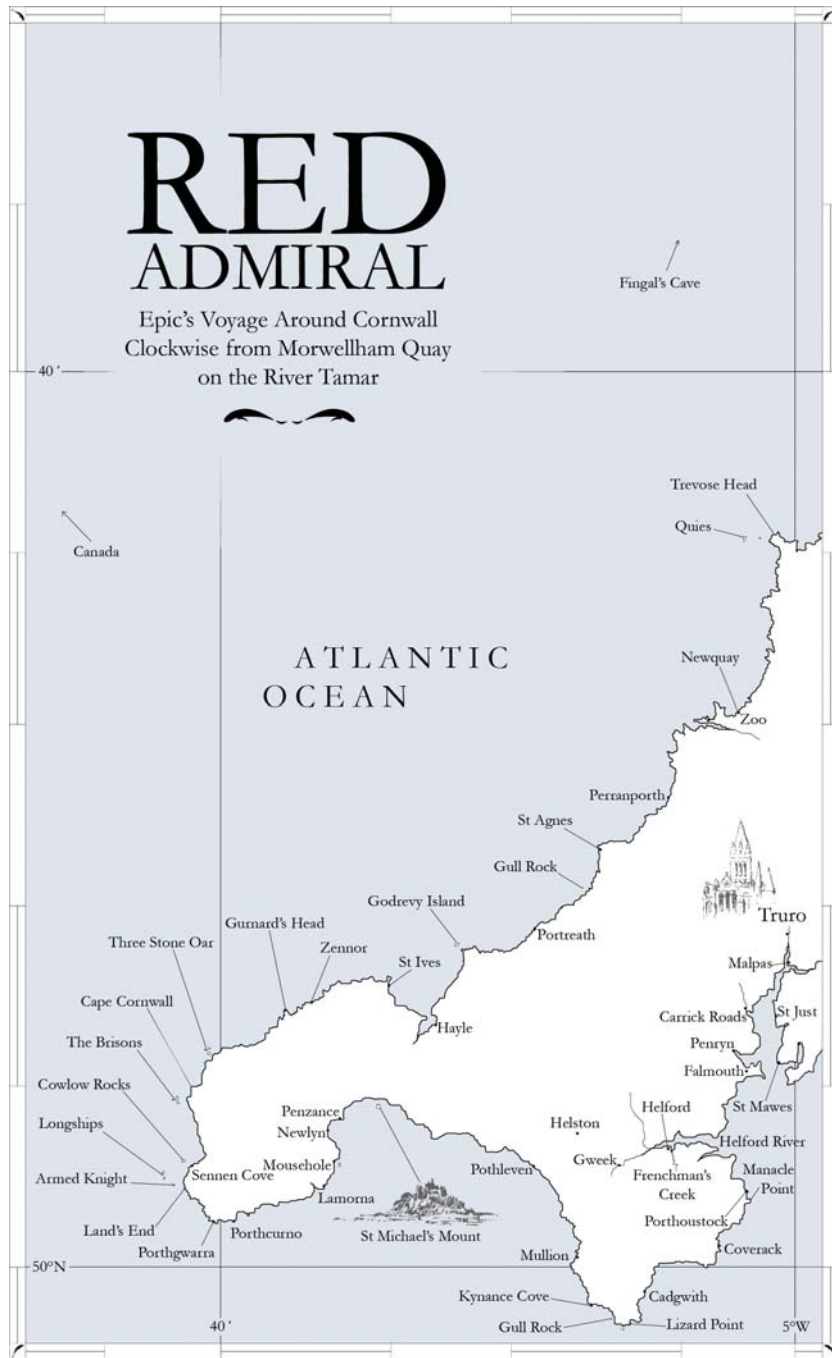 RED
ADMIRAL
Epic's Voyage Around Cornwall
Clockwise from Morwellham Quay
on the River Tamar
Fingal's Cave
40 ′
Trevose Head
Quies
Canada
ATLANTIC
OCEAN
Newquay
Zoo
Perranporth
St Agnes
Gull Rock
Godrevy Island
Portreath
Truro
Gurnard's Head
Three Stone Oar
Zennor
St Ives
Malpas
Cape Cornwall
Hayle
Carrick Roads
St Just
The Brisons
Penryn
Cowlow Rocks
Falmouth
Penzance
Helford
St Mawes
Longships
Newlyn
Helston
Helford River
Mousehole
Gweek
Pothleven
Sennen Cove
Armed Knight
Frenchman's
Creek
Manacle
Point
Lamorna
Land's End
Porthcurno
Porthgwarra
St Michael's Mount
Porthoustock
Mullion
Coverack
50°N
Kynance Cove
Cadgwith
Gull Rock
Lizard Point
40 ′
5°W